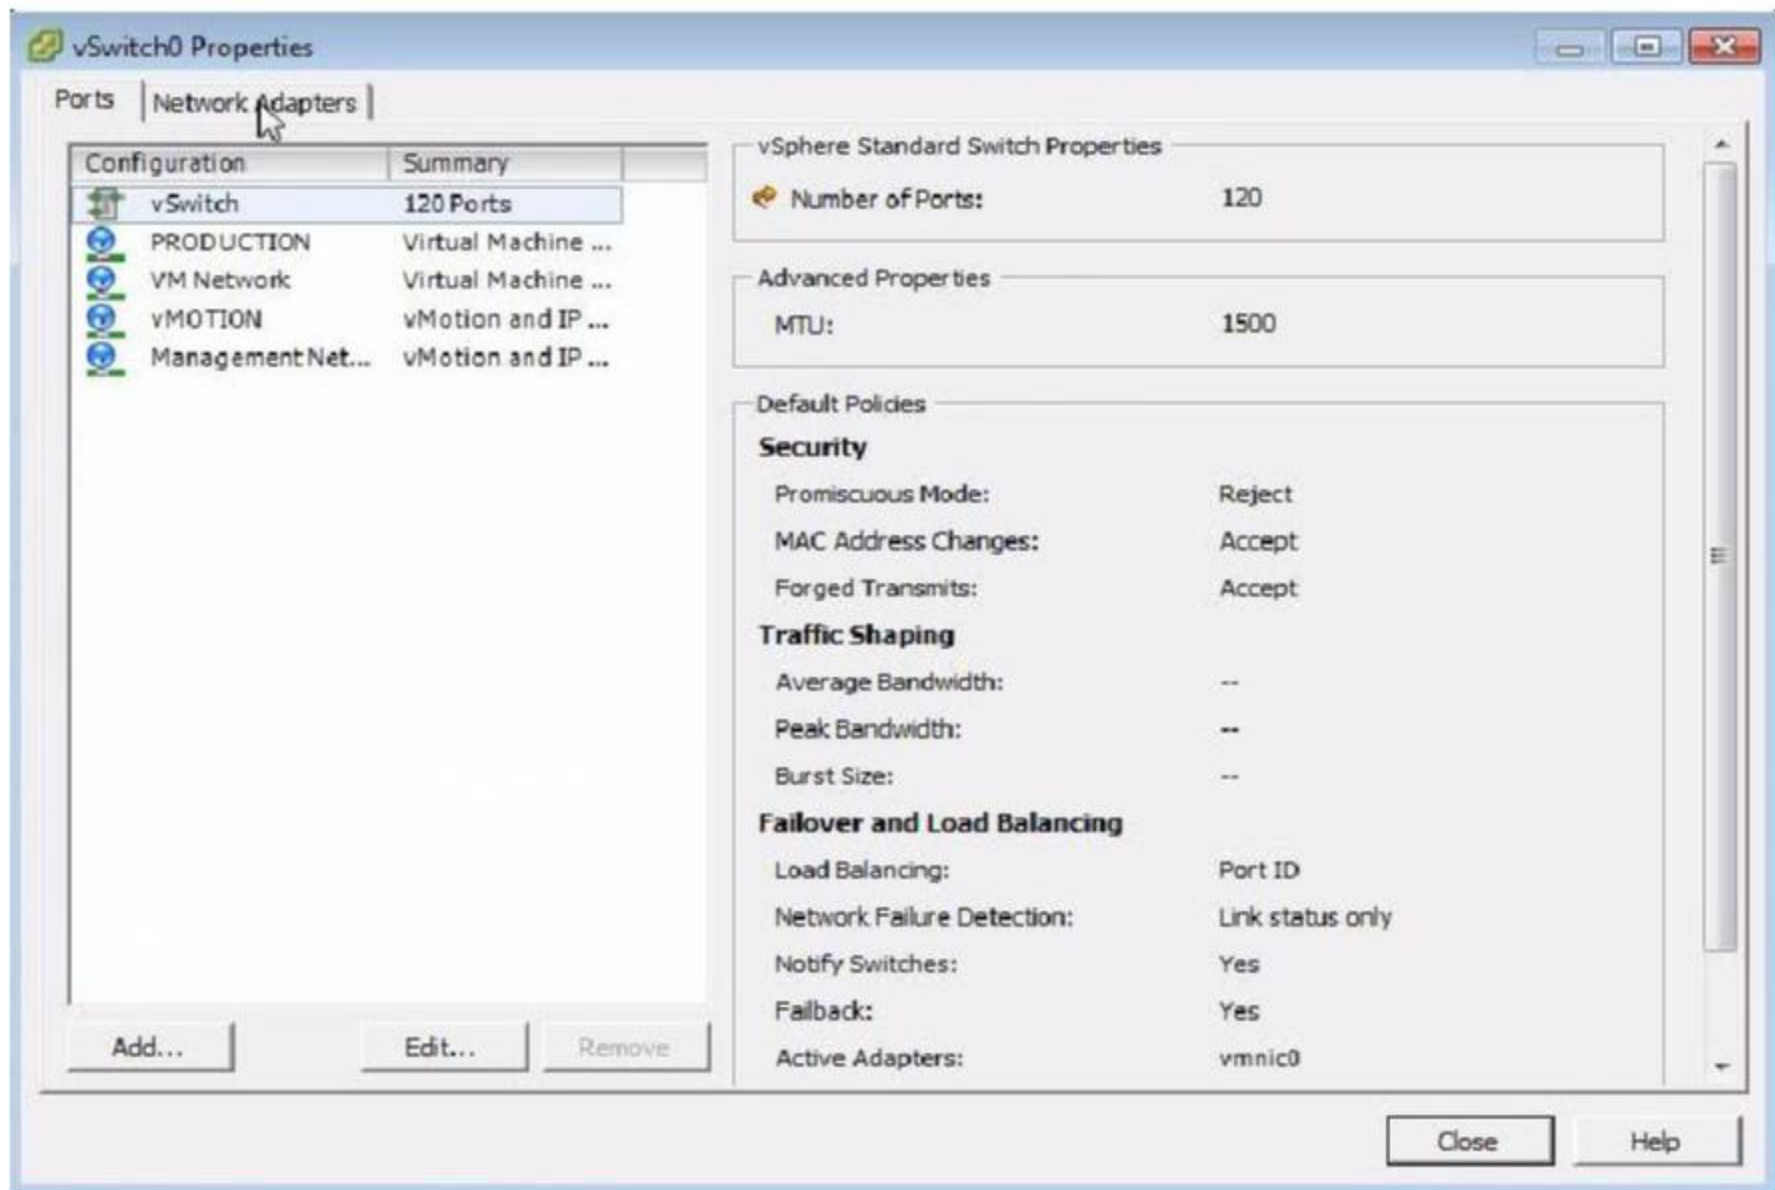 vSwitch0 Properties
Ports Network Adapters
Configuration Summary
vSwitch 120 Ports
PRODUCTION Virtual Machine ...
VM Network Virtual Machine ...
vMOTION vMotion and IP ...
Management Net... vMotion and IP ...
Add... Edit... Remove
vSphere Standard Switch Properties
Number of Ports: 120
Advanced Properties
MTU: 1500
Default Policies
Security
Promiscuous Mode: Reject
MAC Address Changes: Accept
Forged Transmits: Accept
Traffic Shaping
Average Bandwidth: --
Peak Bandwidth: --
Burst Size: --
Failover and Load Balancing
Load Balancing: Port ID
Network Failure Detection: Link status only
Notify Switches: Yes
Failback: Yes
Active Adapters: vmnic0
Close Help